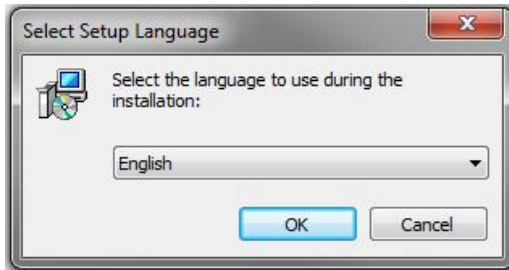 Select Setup Language
Select the language to use during the
installation:
English
OK
Cancel